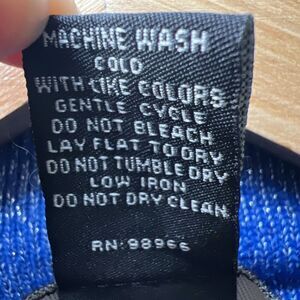 MACHINE WASH
COLD
WITH LIKE COLORS
GENTLE CYCLE
DO NOT BLEACH
LAY FLAT TO DRY
DO NOT TUMBLE DRY
LOW IRON
DO NOT DRY CLEAN
RN: 98966